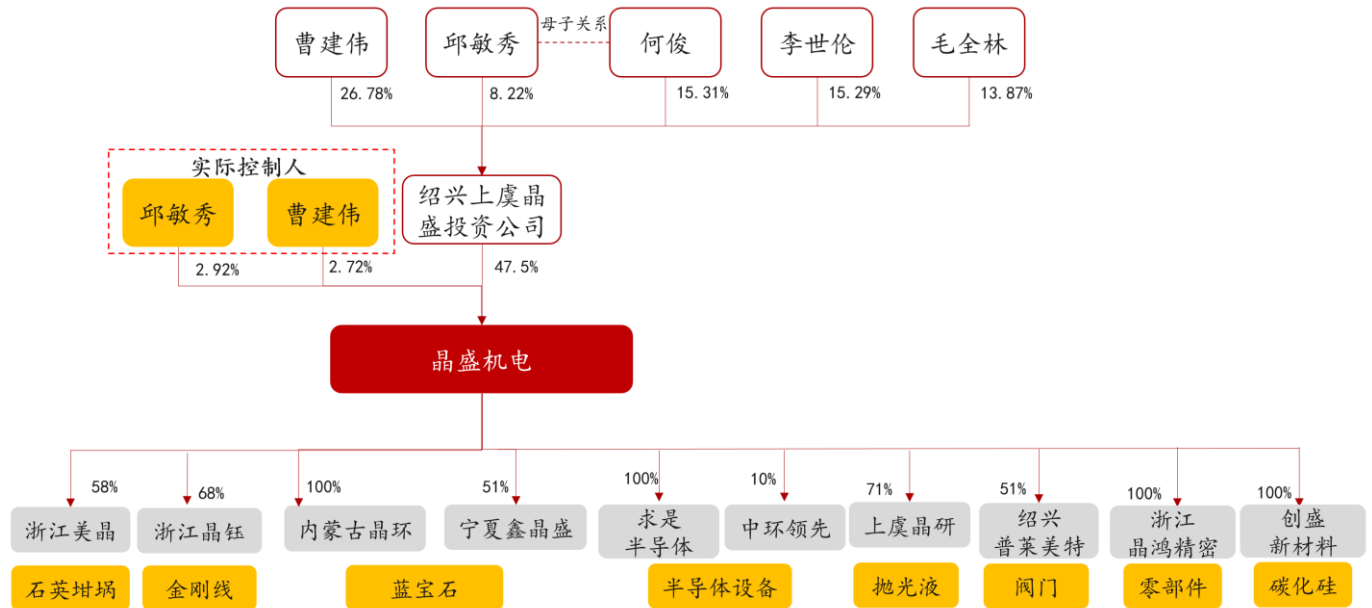 曹建伟
邱敏秀
母子关系
何俊
李世伦
毛全林
26.78%
8.22%
15.31%
15.29%
13.87%
实际控制人
邱敏秀
曹建伟
绍兴上虞晶
盛投资公司
2.92%
2.72%
47.5%
晶盛机电
58%
68%
100%
51%
100%
10%
71%
51%
100%
100%
浙江美晶
浙江晶钰
内蒙古晶环
宁夏鑫晶盛
求是
半导体
中环领先
上虞晶研
绍兴
普莱美特
浙江
晶鸿精密
创盛
新材料
石英坩埚
金刚线
蓝宝石
半导体设备
抛光液
阀门
零部件
碳化硅